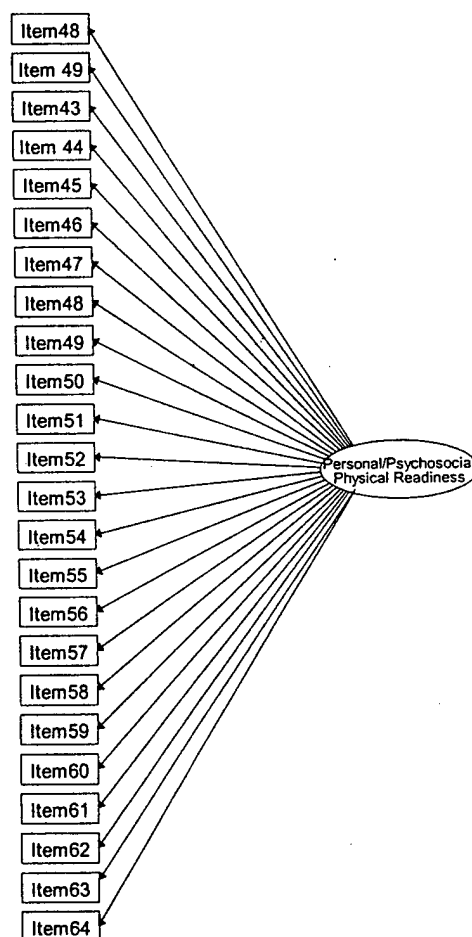 Item48
Item 49
Item43
Item 44
Item45
Item46
Item47
Item48
Item49
Item50
Item51
Item52
Item53
Item54
Item55
Item56
Item57
Item58
Item59
Item60
Item61
Item62
Item63
Item64
Personal/Psychosocia
Physical Readiness